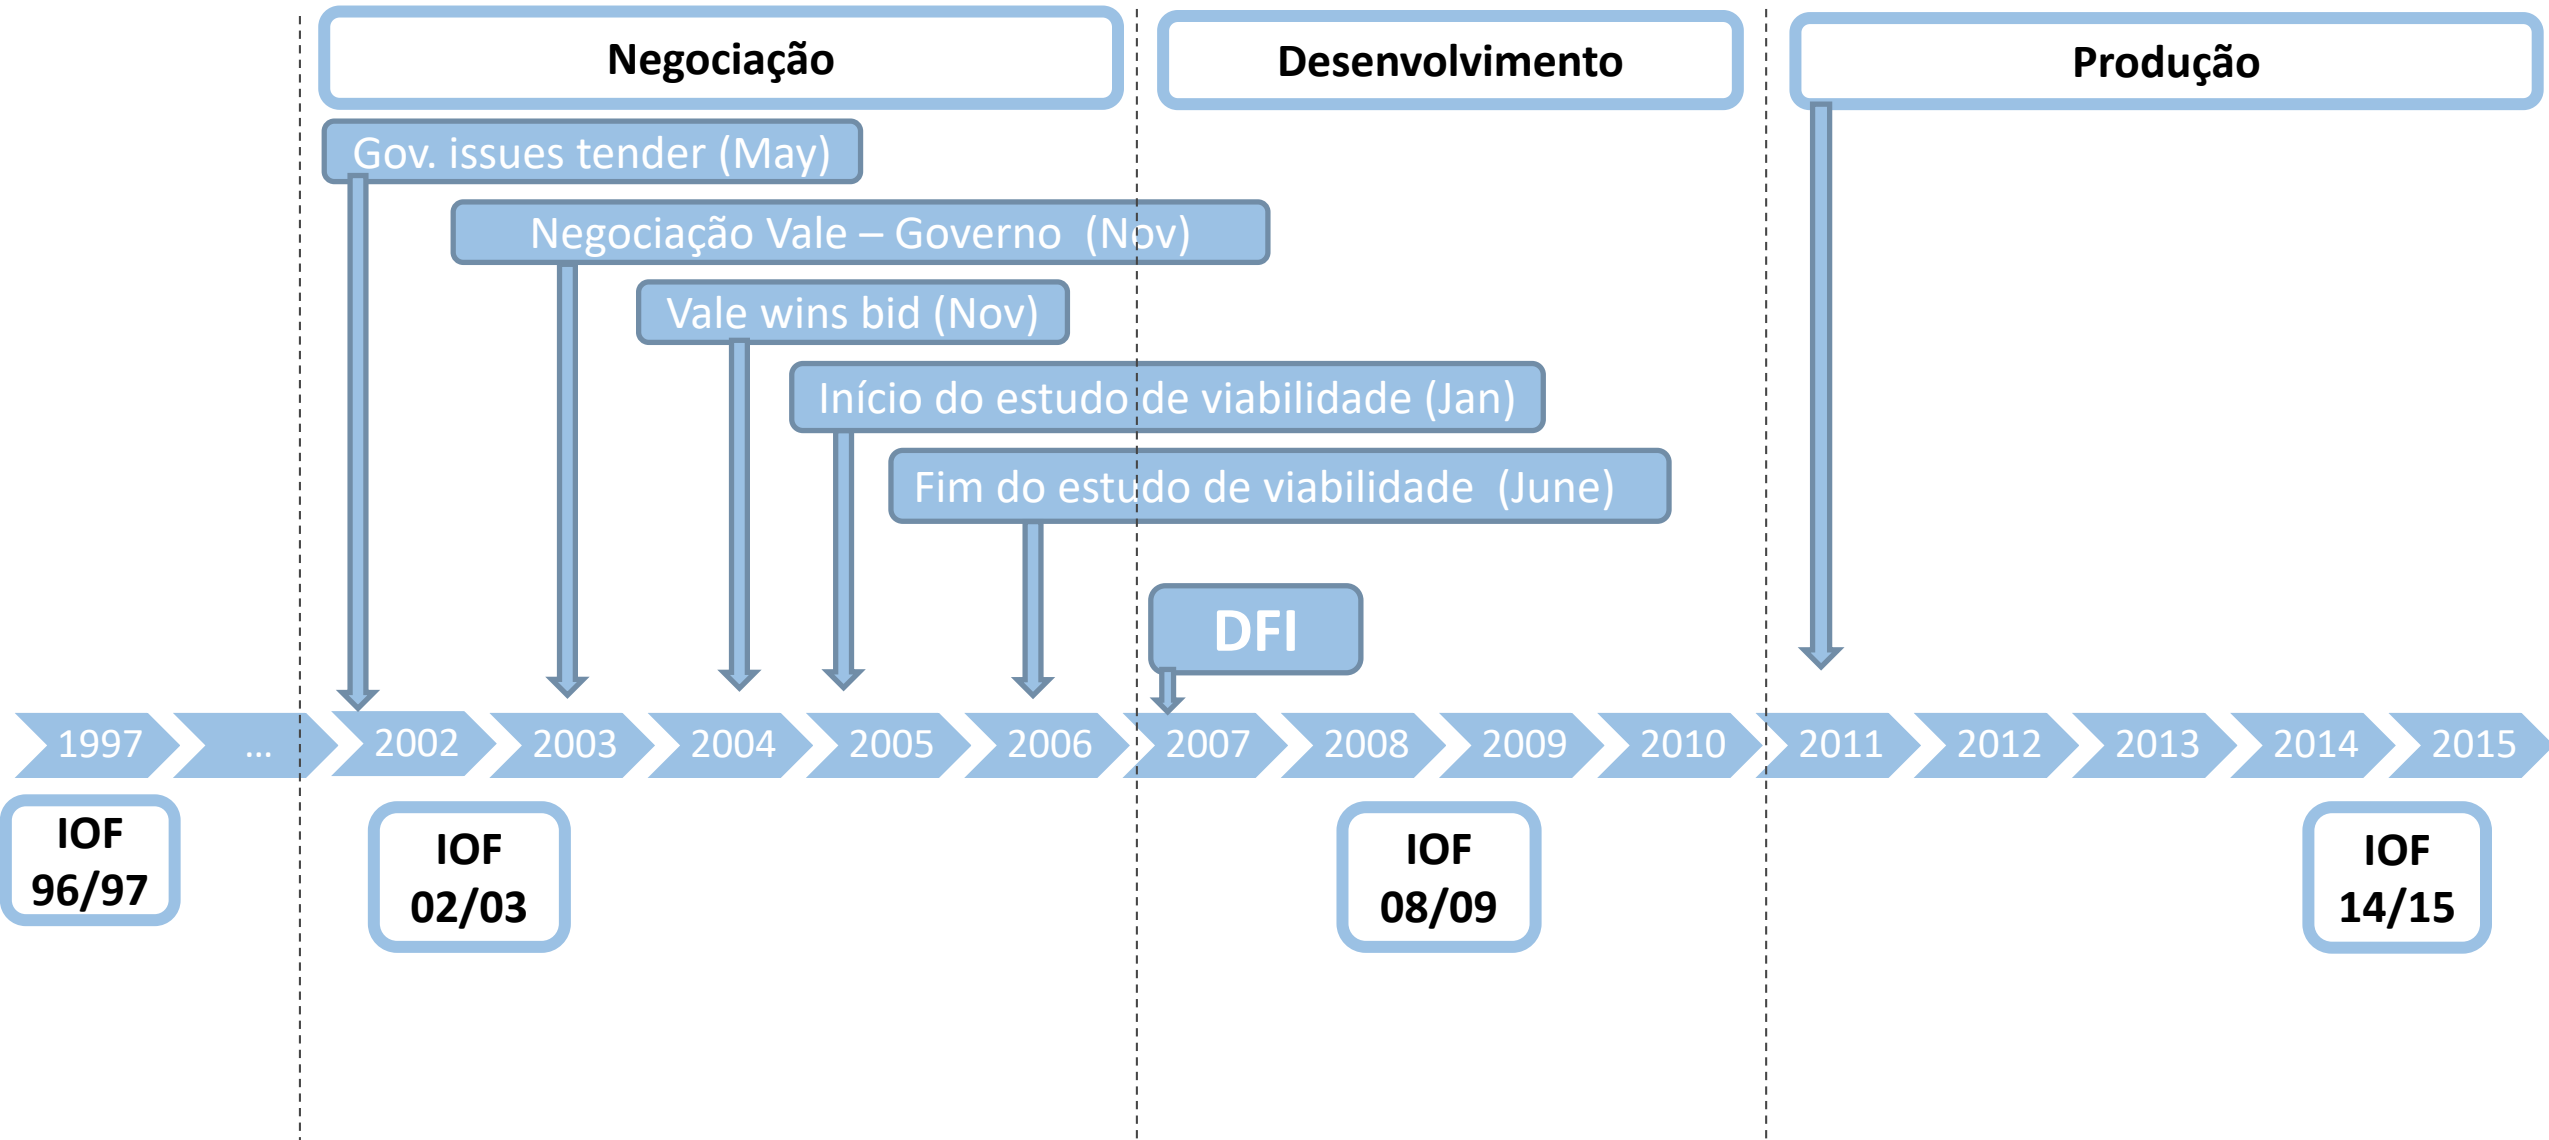 Negociação
Desenvolvimento
Produção
Gov. issues tender (May)
Negociação Vale – Governo (Nov)
Vale wins bid (Nov)
Início do estudo de viabilidade (Jan)
Fim do estudo de viabilidade (June)
DFI
1997
...
2002
2003
2004
2005
2006
2007
2008
2009
2010
2011
2012
2013
2014
2015
IOF
96/97
IOF
02/03
IOF
08/09
IOF
14/15